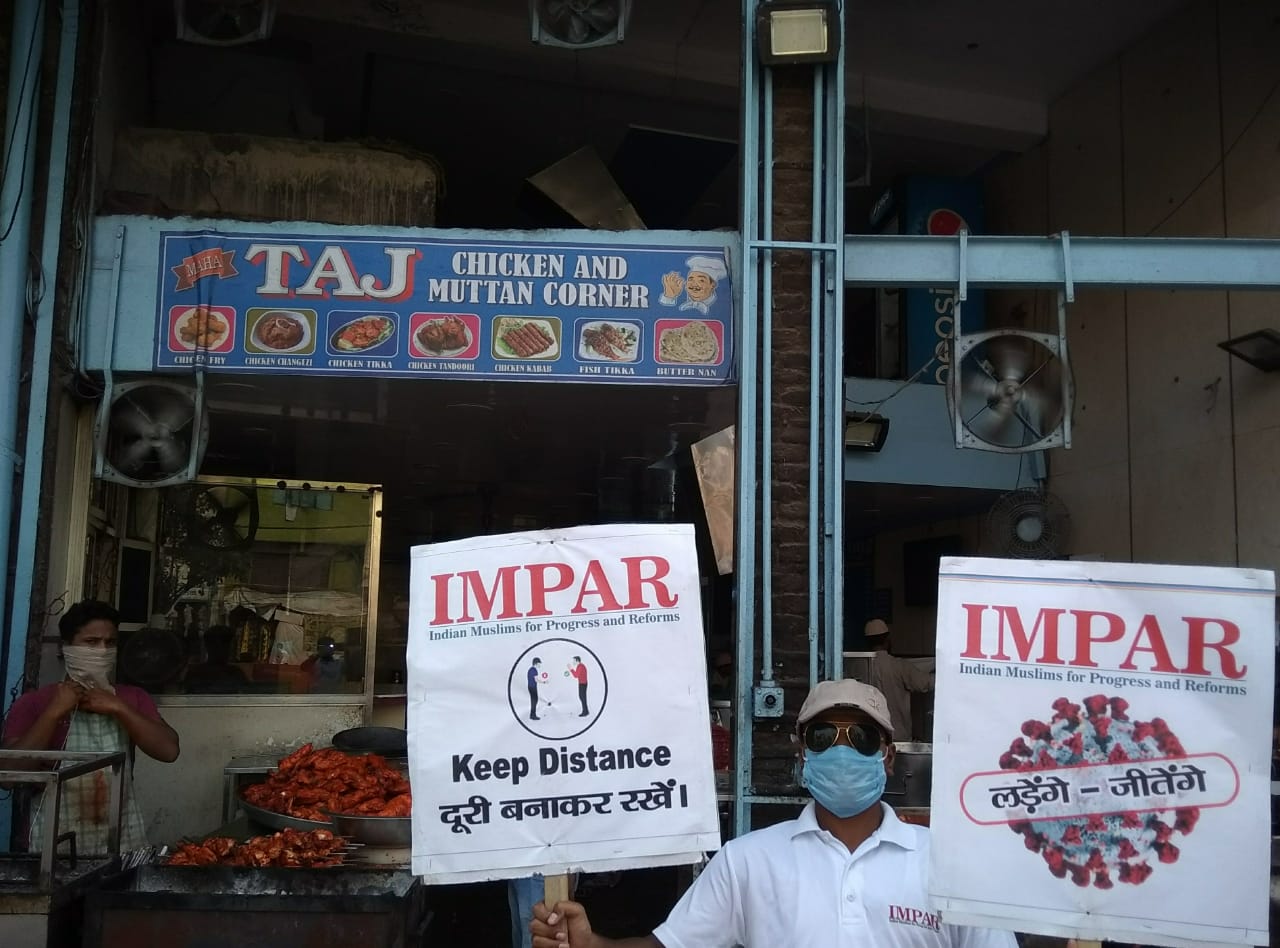 MAHA
TAJ
CHICKEN AND
MUTTAN CORNER
CHICEN FRY
CHICKEN CHANGEZI
CHICKEN TIKKA
CHICKEN TANDOORI
CHICKEN KABAB
FISH TIKKA
BUTTER NAN
pepsi
IMPAR
Indian Muslims for Progress and Reforms
Keep Distance
दूरी बनाकर रखें।
IMPAR
Indian Muslims for Progress and Reforms
लड़ेंगे – जीतेंगे
IMPAR